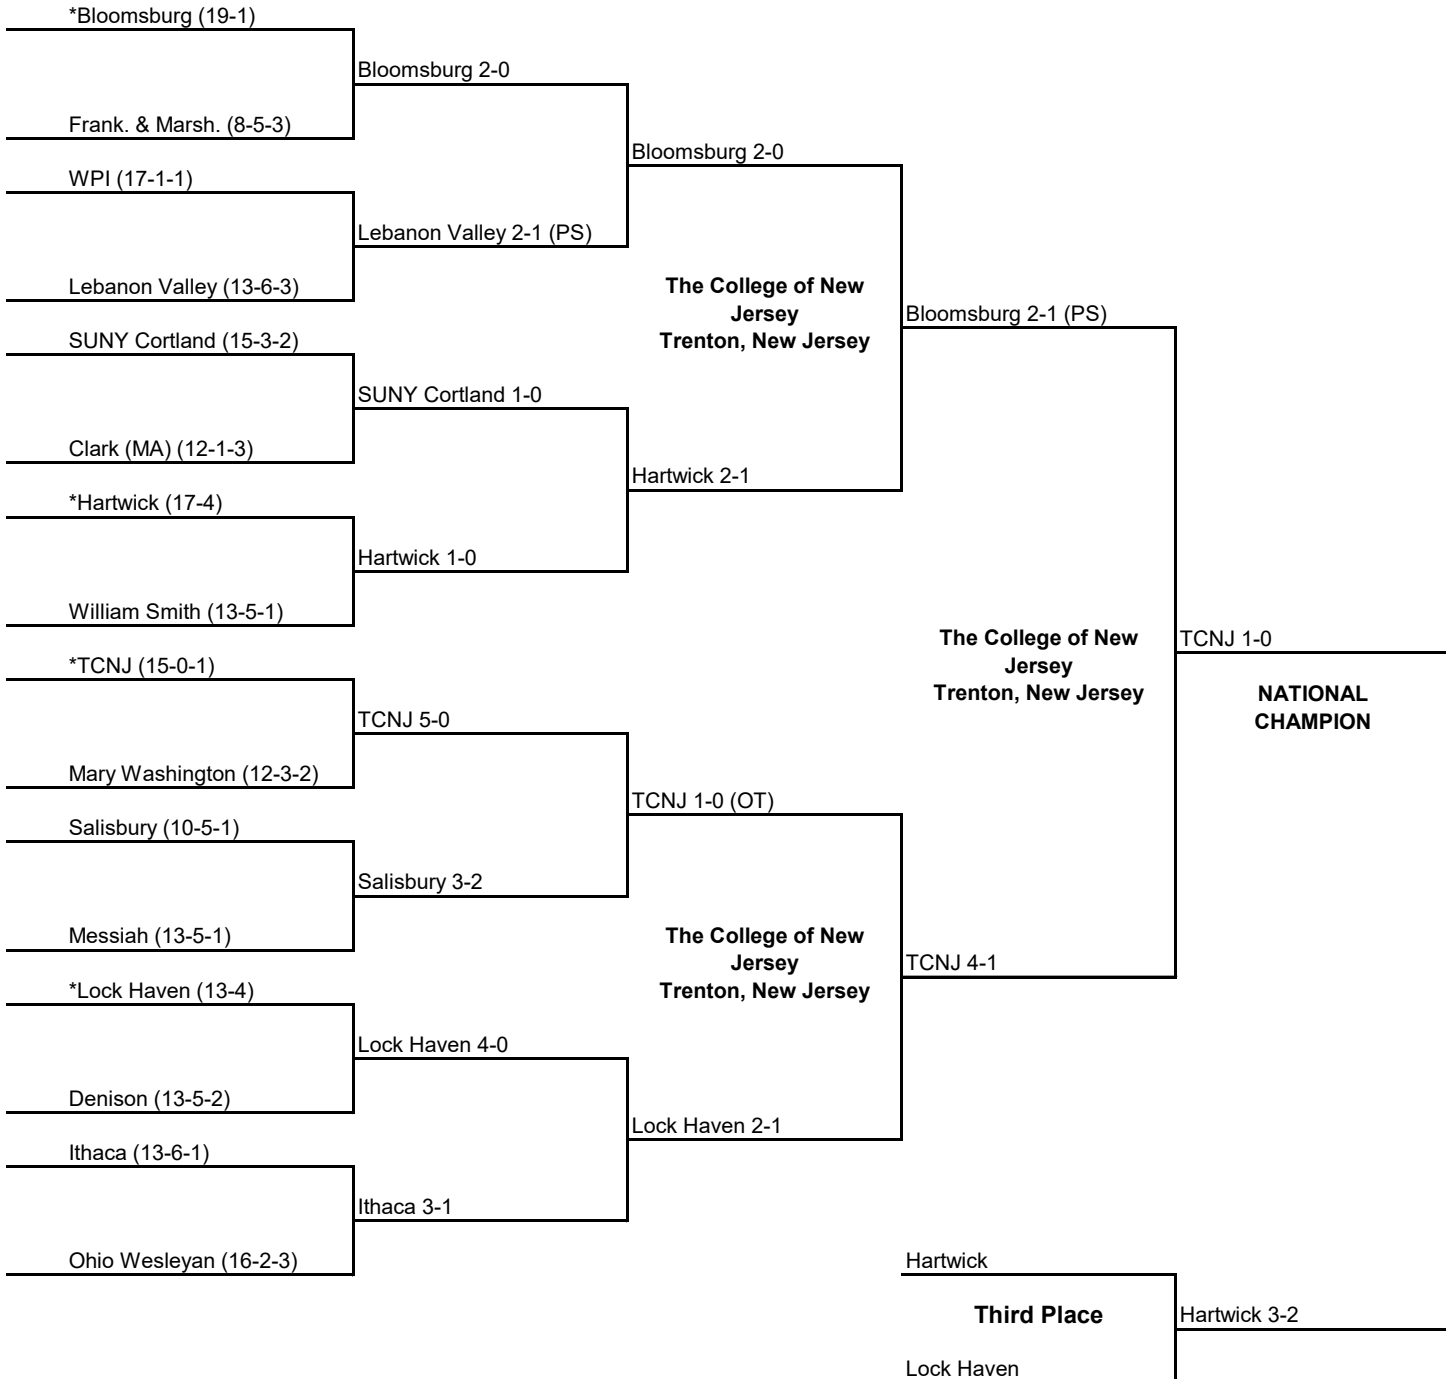 *Bloomsburg (19-1)
Bloomsburg 2-0
Frank. & Marsh. (8-5-3)
Bloomsburg 2-0
WPI (17-1-1)
Lebanon Valley 2-1 (PS)
Lebanon Valley (13-6-3)
The College of New
Jersey
Trenton, New Jersey
Bloomsburg 2-1 (PS)
SUNY Cortland (15-3-2)
SUNY Cortland 1-0
Clark (MA) (12-1-3)
Hartwick 2-1
*Hartwick (17-4)
Hartwick 1-0
William Smith (13-5-1)
The College of New
Jersey
Trenton, New Jersey
TCNJ 1-0
NATIONAL
CHAMPION
*TCNJ (15-0-1)
TCNJ 5-0
Mary Washington (12-3-2)
TCNJ 1-0 (OT)
Salisbury (10-5-1)
Salisbury 3-2
Messiah (13-5-1)
The College of New
Jersey
Trenton, New Jersey
TCNJ 4-1
*Lock Haven (13-4)
Lock Haven 4-0
Denison (13-5-2)
Lock Haven 2-1
Ithaca (13-6-1)
Ithaca 3-1
Ohio Wesleyan (16-2-3)
Hartwick
Third Place
Hartwick 3-2
Lock Haven